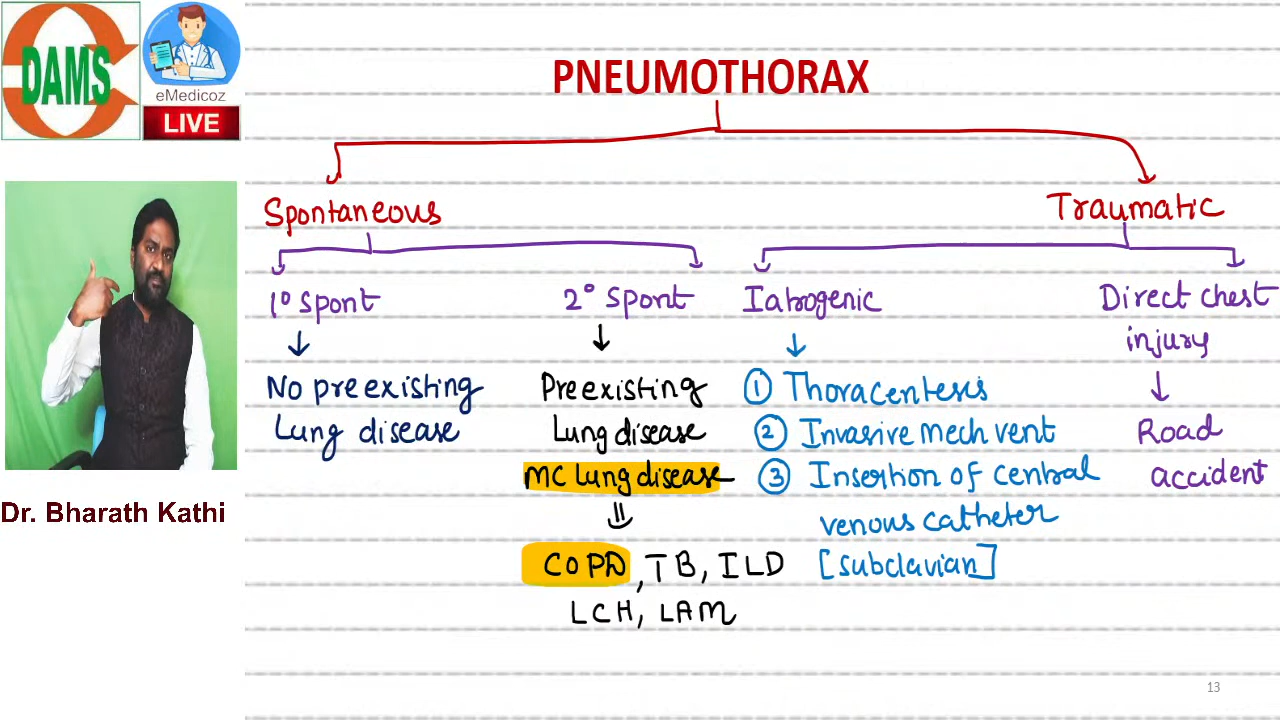 DAMS
eMedicoz
LIVE
Dr. Bharath Kathi
PNEUMOTHORAX
Spontaneous
Traumatic
1° Spont
2° Spont
Iatrogenic
Direct chest
injury
No preexisting
Lung disease
Preexisting
Lung disease
MC Lung disease
COPD, TB, ILD
LCH, LAM
① Thoracentesis
② Invasive mech vent
③ Insertion of central
venous catheter
[subclavian]
Road
accident
13